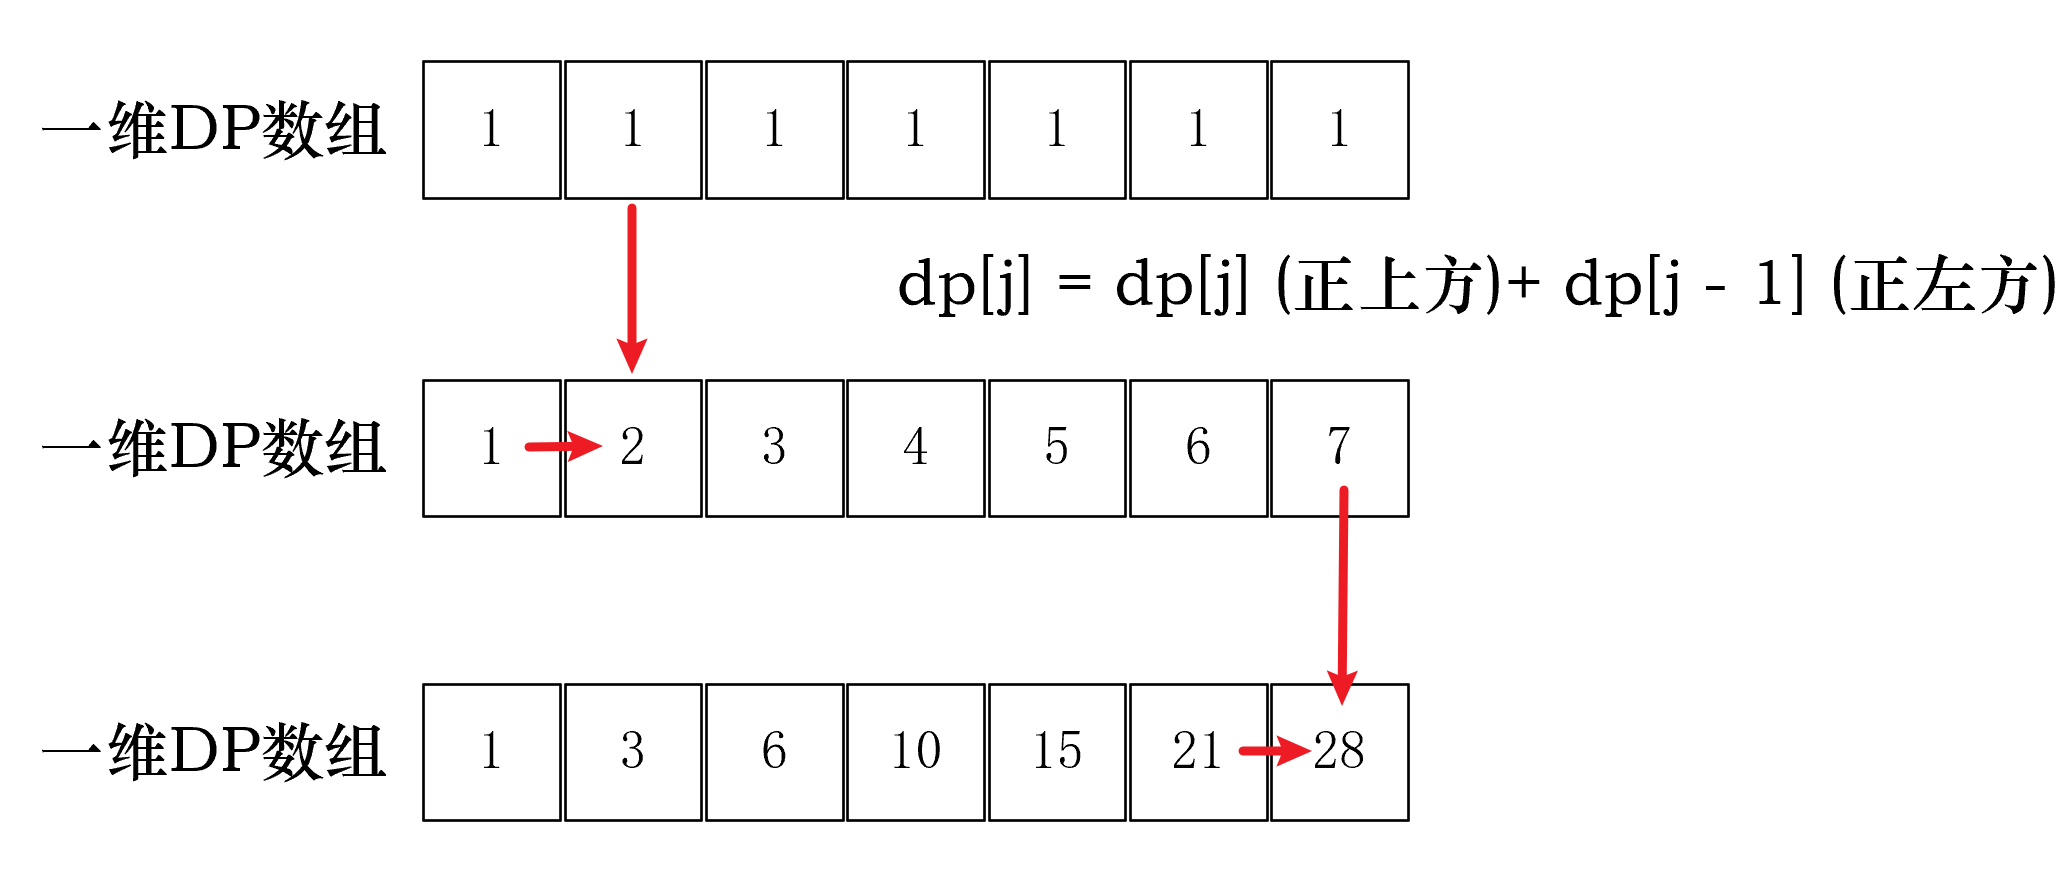 一维DP数组 1 1 1 1 1 1 1
dp[j] = dp[j] (正上方)+ dp[j - 1] (正左方)
一维DP数组 1 2 3 4 5 6 7
一维DP数组 1 3 6 10 15 21 28